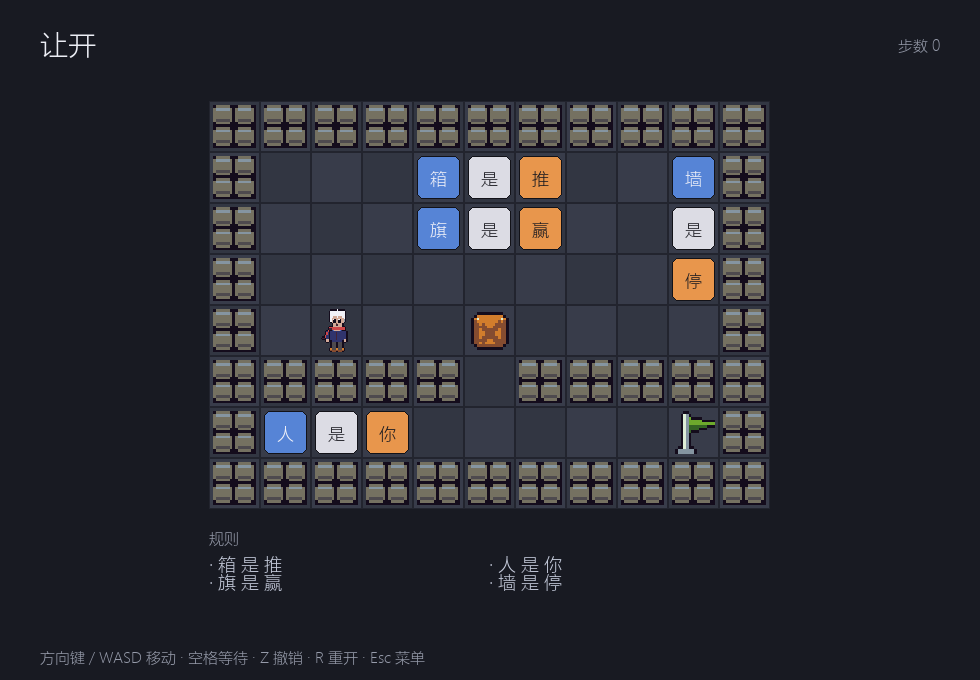 让开
步数 0
箱 是 推 墙
旗 是 赢 是
停
人 是 你
规则
· 箱 是 推 · 人 是 你
· 旗 是 赢 · 墙 是 停
方向键 / WASD 移动 · 空格等待 · Z 撤销 · R 重开 · Esc 菜单